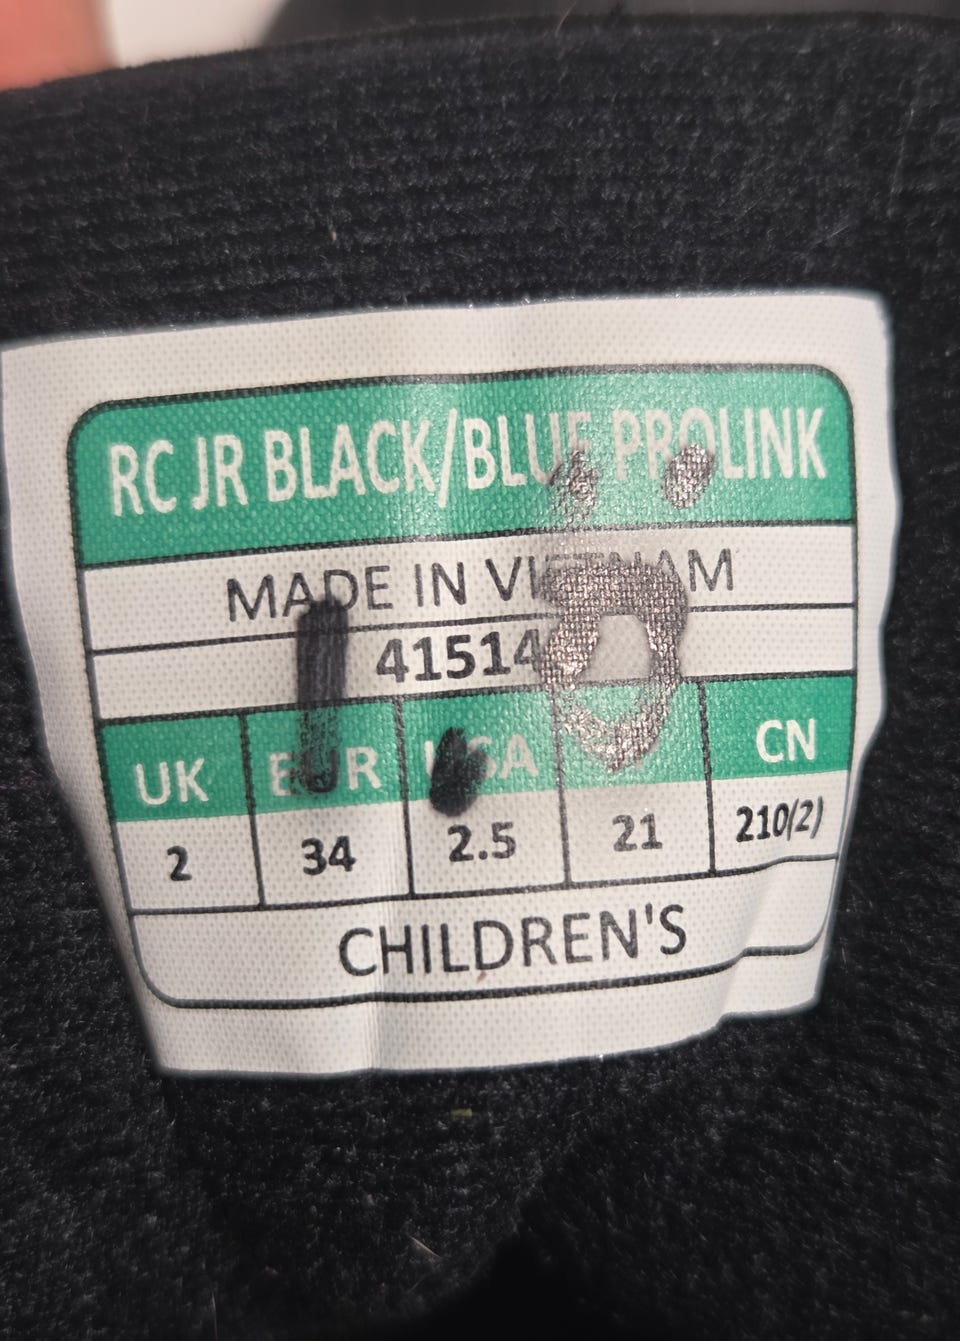 RC JR BLACK/BLUE PROLINK
MADE IN VIETNAM
41514
UK EUR USA CN
2 34 2.5 21 210(2)
CHILDREN'S
I.Ö